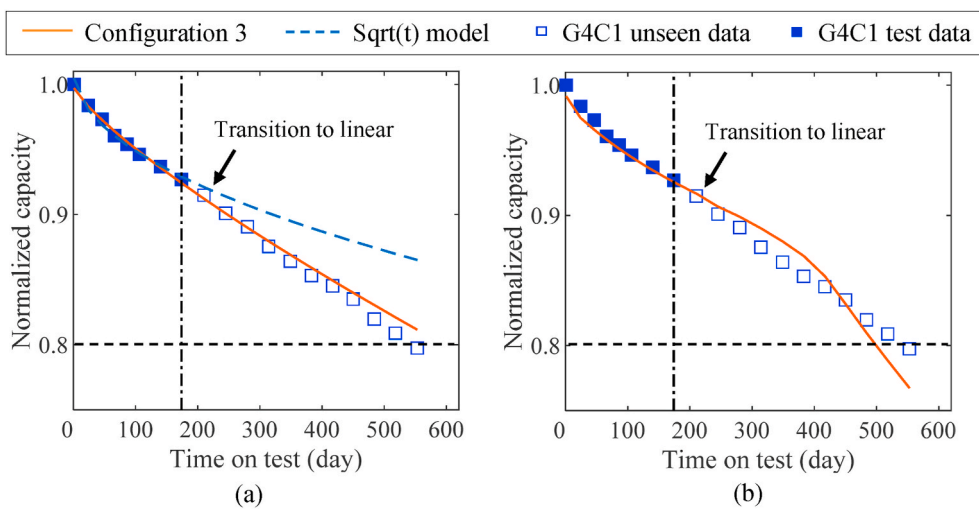 Configuration 3 Sqrt(t) model G4C1 unseen data G4C1 test data
1.0
0.9
0.8
Normalized capacity
Transition to linear
0 100 200 300 400 500 600
Time on test (day)
(a)
1.0
0.9
0.8
Normalized capacity
Transition to linear
0 100 200 300 400 500 600
Time on test (day)
(b)